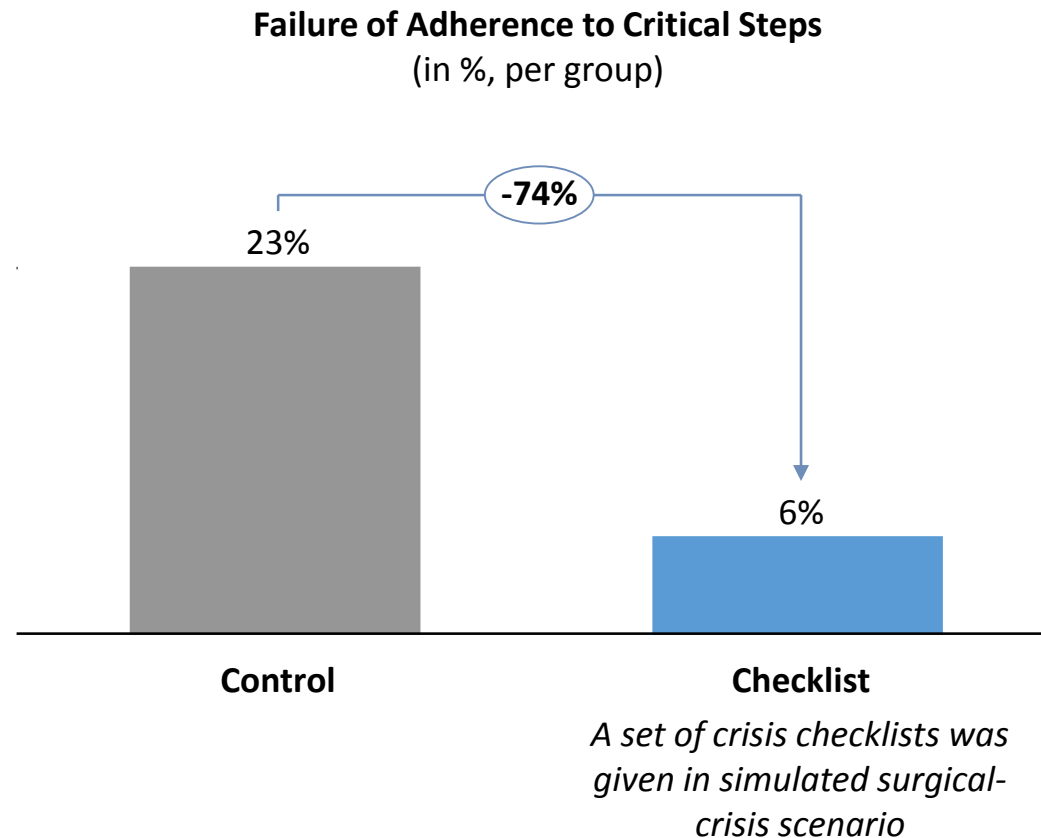 Failure of Adherence to Critical Steps
(in %, per group)
-74%
23%
6%
Control
Checklist
A set of crisis checklists was
given in simulated surgical-
crisis scenario